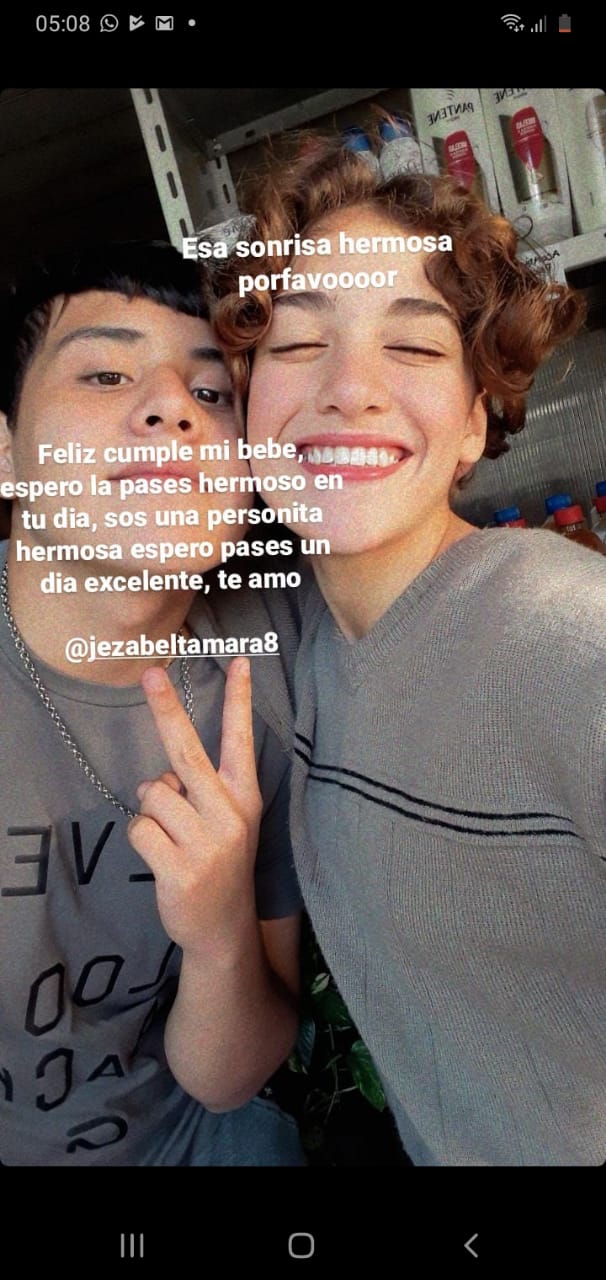 05:08
PANTENE
PANTENE
Esa sonrisa hermosa
porfavoooor
Feliz cumple mi bebe,
espero la pases hermoso en
tu dia, sos una personita
hermosa espero pases un
dia excelente, te amo
@jezabeltamara8